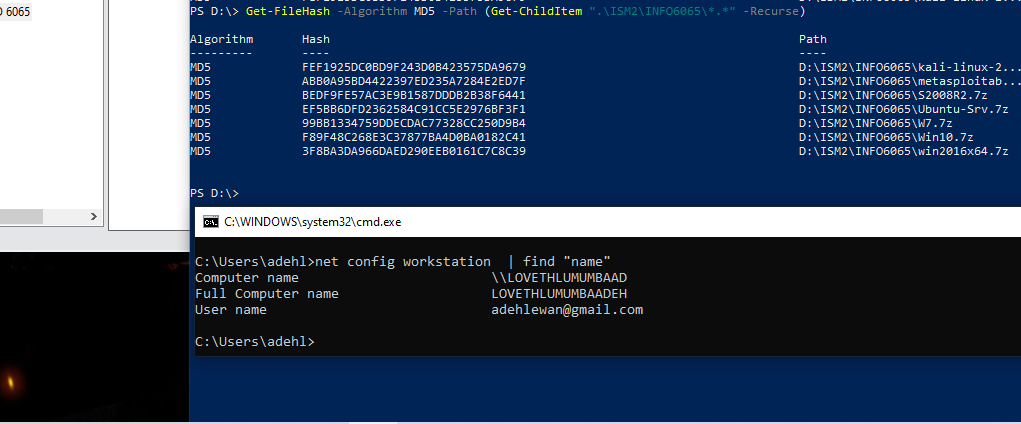 O 6065
PS D:\> Get-FileHash -Algorithm MD5 -Path (Get-ChildItem ".\ISM2\INFO6065\*.*" -Recurse)
Algorithm Hash Path
--------- ---- ----
MD5 FEF1925DC0BD9F243D0B423575DA9679 D:\ISM2\INFO6065\kali-linux-2...
MD5 ABB0A95BD4422397ED235A7284E2ED7F D:\ISM2\INFO6065\metasploitab...
MD5 BEDF9FE57AC3E9B1587DDDB2B38F6441 D:\ISM2\INFO6065\S2008R2.7z
MD5 EF5BB6DFD2362584C91CC5E2976BF3F1 D:\ISM2\INFO6065\Ubuntu-Srv.7z
MD5 99BB1334759DDECDAC77328CC250D9B4 D:\ISM2\INFO6065\W7.7z
MD5 F89F48C268E3C37877BA4D0BA0182C41 D:\ISM2\INFO6065\Win10.7z
MD5 3F8BA3DA966DAED290EEB0161C7C8C39 D:\ISM2\INFO6065\win2016x64.7z
PS D:\>
C:\WINDOWS\system32\cmd.exe
C:\Users\adehl>net config workstation | find "name"
Computer name \\LOVETHLUMUMBAAD
Full Computer name LOVETHLUMUMBAADEH
User name adehlewan@gmail.com
C:\Users\adehl>